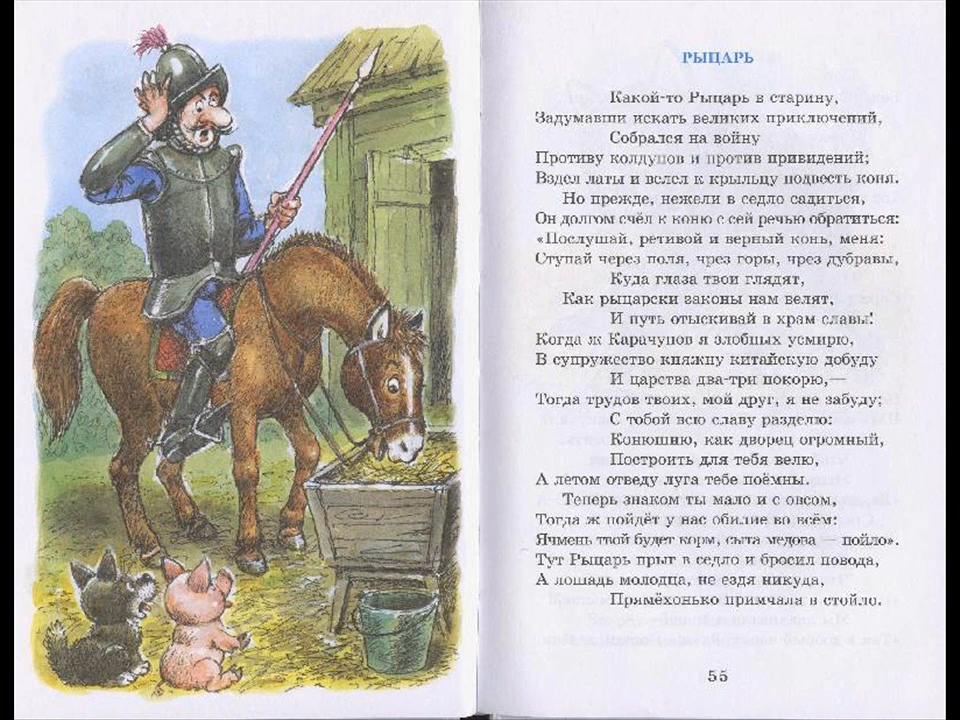 РЫЦАРЬ
Какой-то Рыцарь в старину,
Задумавши искать великих приключений,
Собрался на войну
Противу колдунов и против привидений;
Вздел латы и велел к крыльцу подвесть коня.
Но прежде, нежели в седло садиться,
Он долгом счёл к коню с сей речью обратиться:
«Послушай, ретивой и верный конь, меня:
Ступай через поля, чрез горы, чрез дубравы,
Куда глаза твои глядят,
Как рыцарски законы нам велят,
И путь отыскивай в храм славы!
Когда ж Карачунов я злобных усмирю,
В супружество княжну китайскую добуду
И царства два-три покорю,—
Тогда трудов твоих, мой друг, я не забуду;
С тобой всю славу разделю:
Конюшню, как дворец огромный,
Построить для тебя велю,
А летом отведу луга тебе поёмны.
Теперь знаком ты мало и с овсом,
Тогда ж пойдёт у нас обилие во всём:
Ячмень твой будет корм, сыта медова — пойло».
Тут Рыцарь прыг в седло и бросил повода,
А лошадь молодца, не ездя никуда,
Прямёхонько примчала в стойло.
55